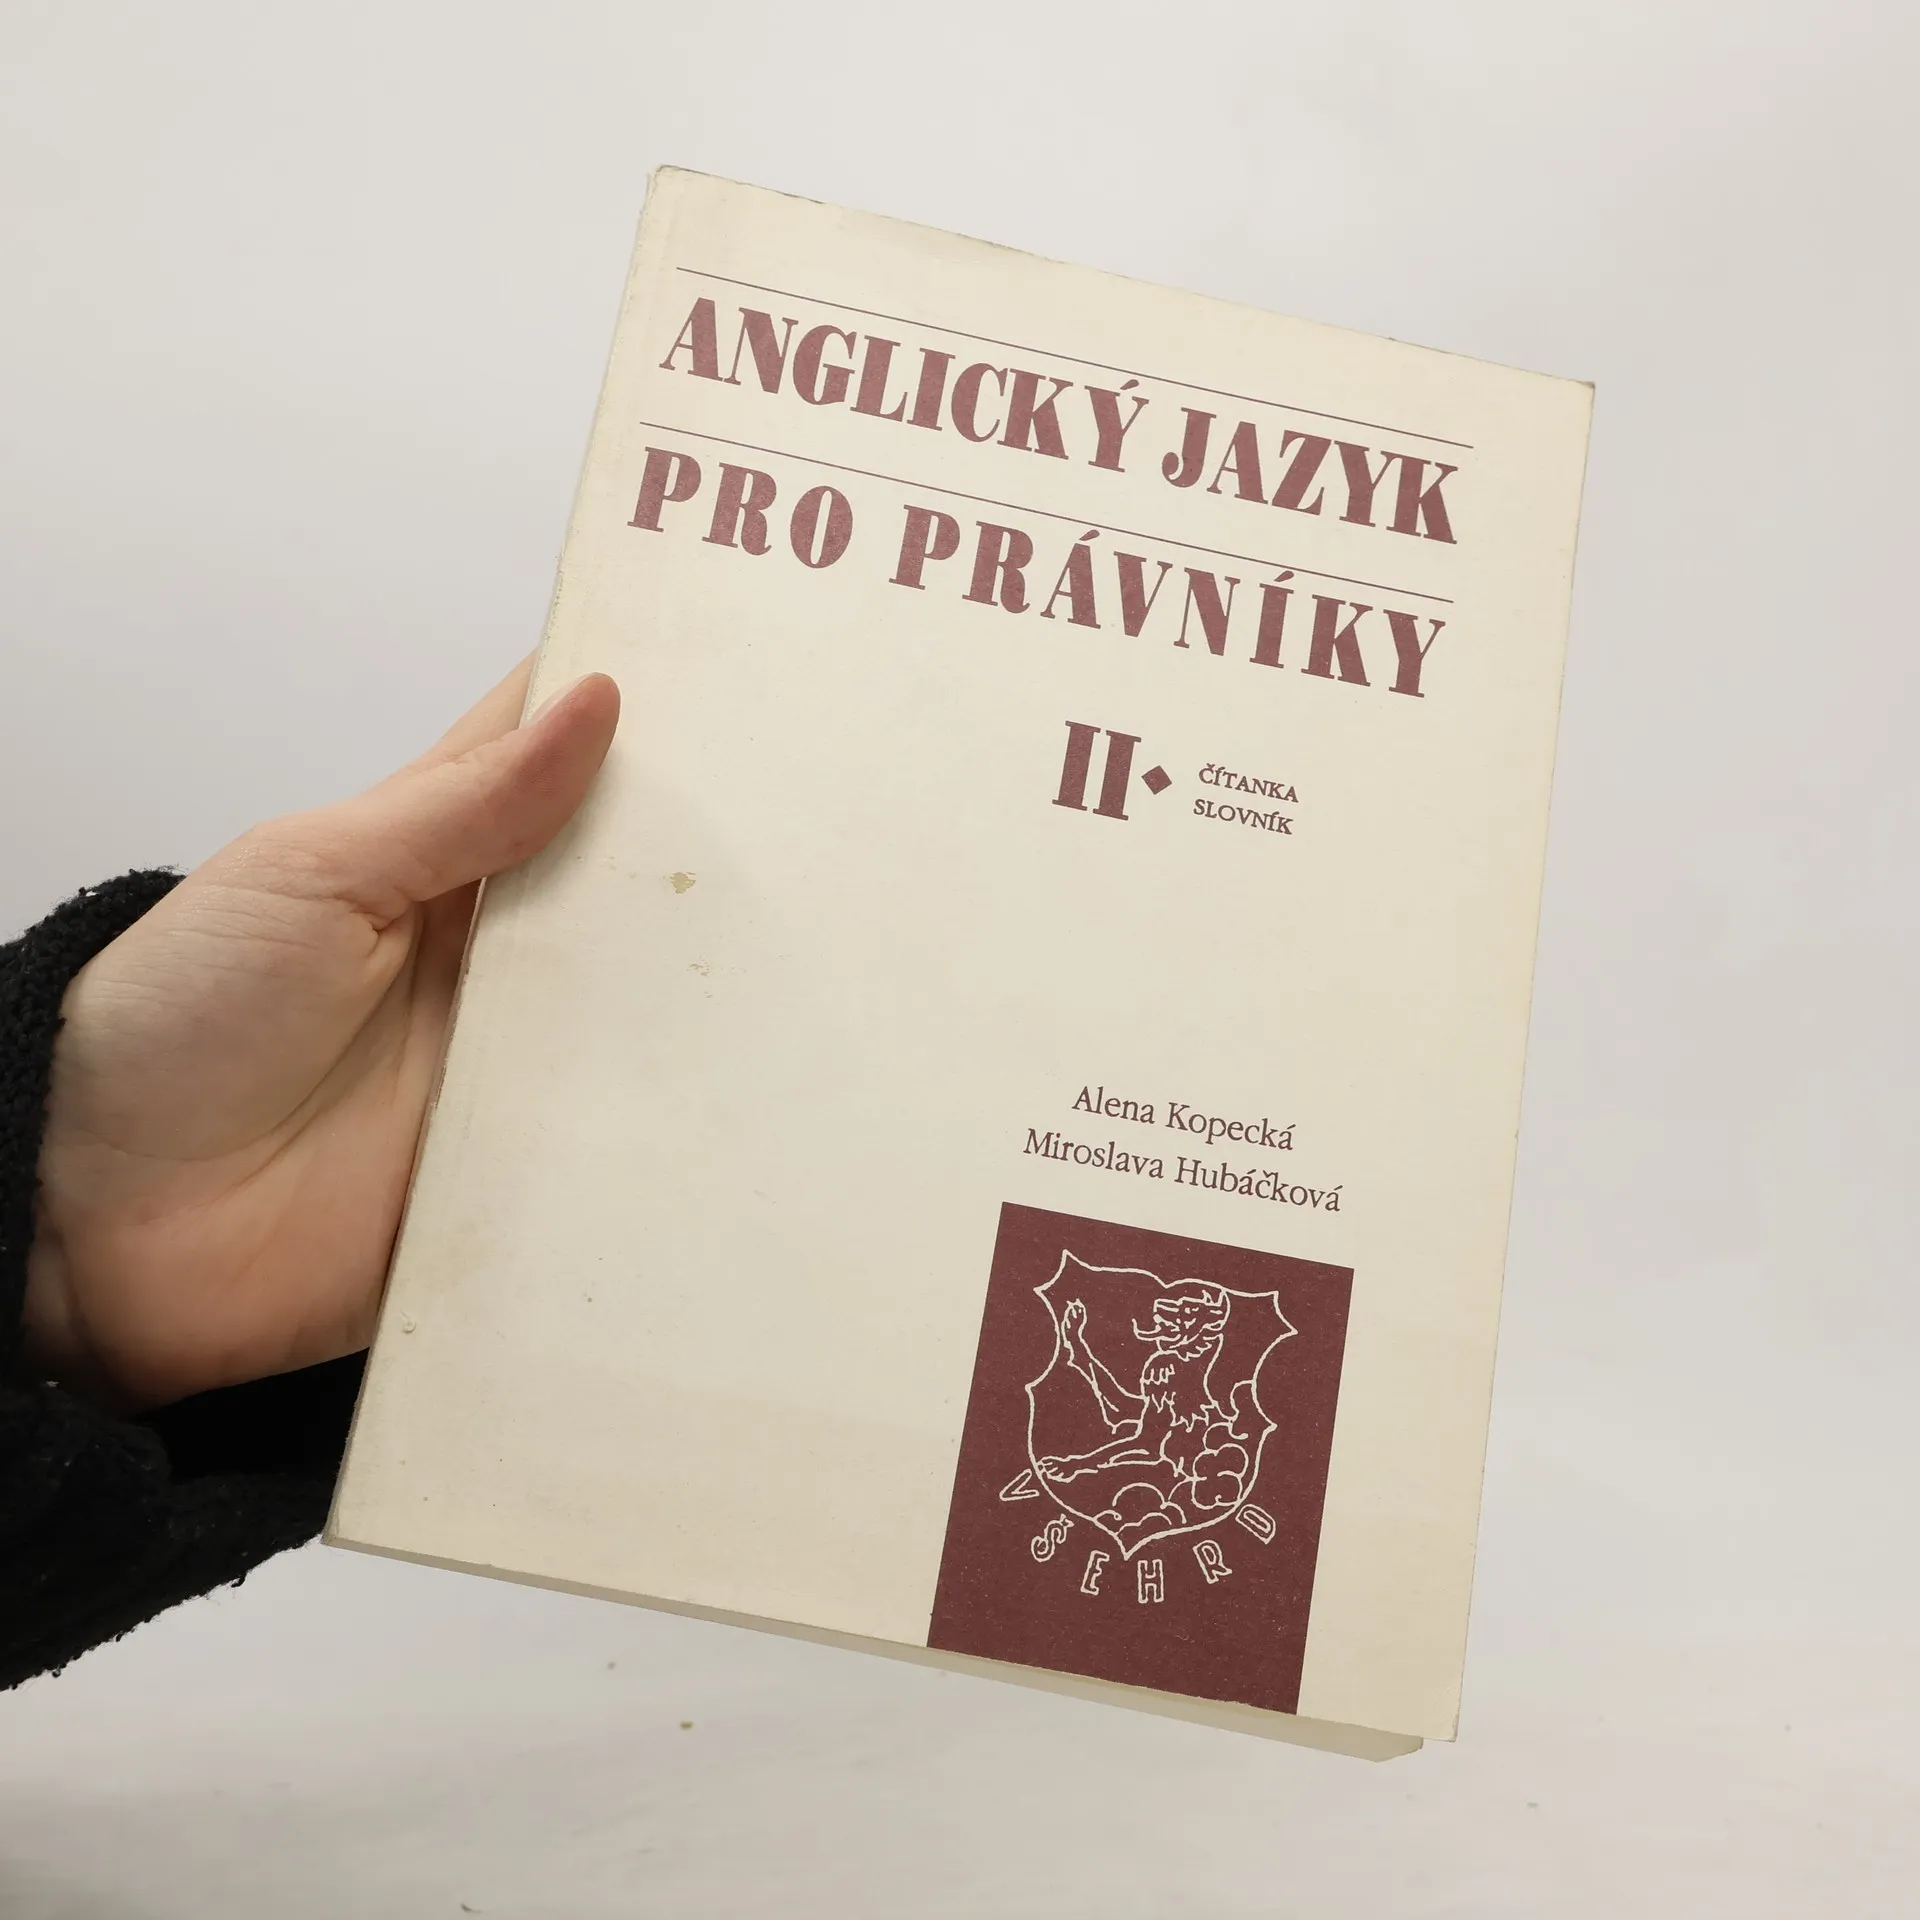 ANGLICKÝ JAZYK
PRO PRÁVNÍKY
II◆ ČÍTANKA
SLOVNÍK
Alena Kopecká
Miroslava Hubáčková
VŠEHRD